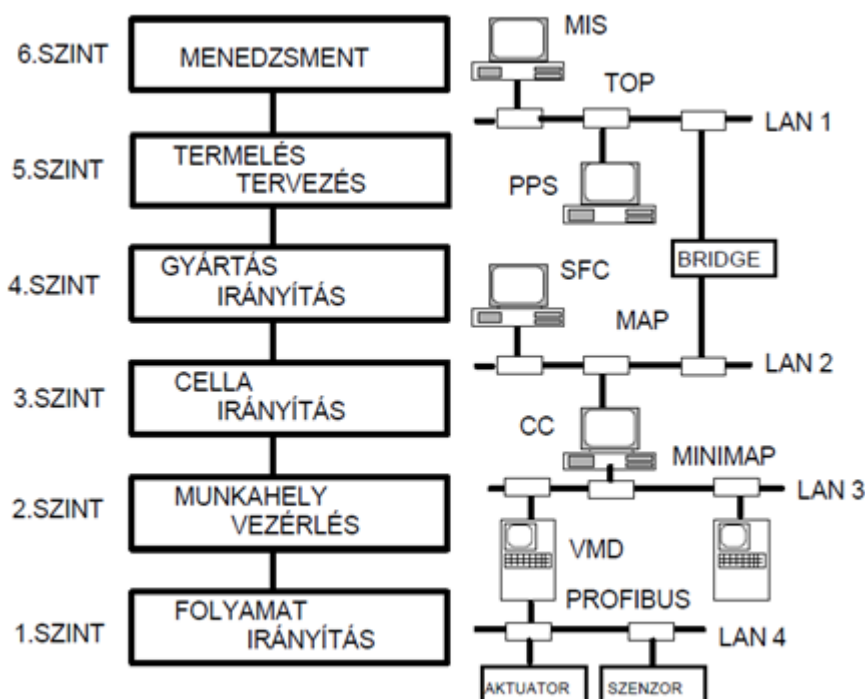 6.SZINT
MENEDZSMENT
5.SZINT
TERMELÉS
TERVEZÉS
4.SZINT
GYÁRTÁS
IRÁNYÍTÁS
3.SZINT
CELLA
IRÁNYÍTÁS
2.SZINT
MUNKAHELY
VEZÉRLÉS
1.SZINT
FOLYAMAT
IRÁNYÍTÁS
MIS
TOP
LAN 1
PPS
BRIDGE
SFC
MAP
LAN 2
CC
MINIMAP
LAN 3
VMD
PROFIBUS
LAN 4
AKTUATOR
SZENZOR